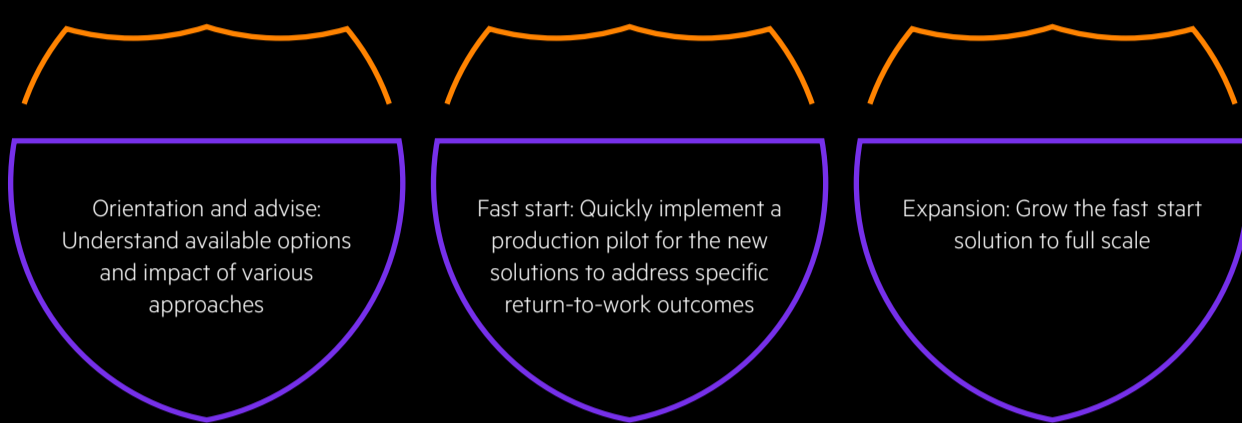 Orientation and advise:
Understand available options
and impact of various
approaches
Fast start: Quickly implement a
production pilot for the new
solutions to address specific
return-to-work outcomes
Expansion: Grow the fast start
solution to full scale